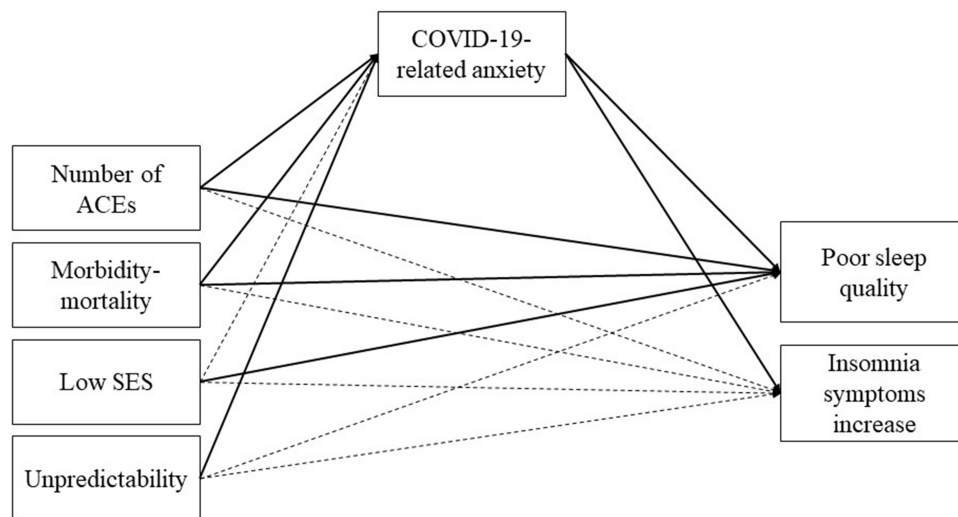 COVID-19-
related anxiety
Number of
ACEs
Morbidity-
mortality
Low SES
Unpredictability
Poor sleep
quality
Insomnia
symptoms
increase